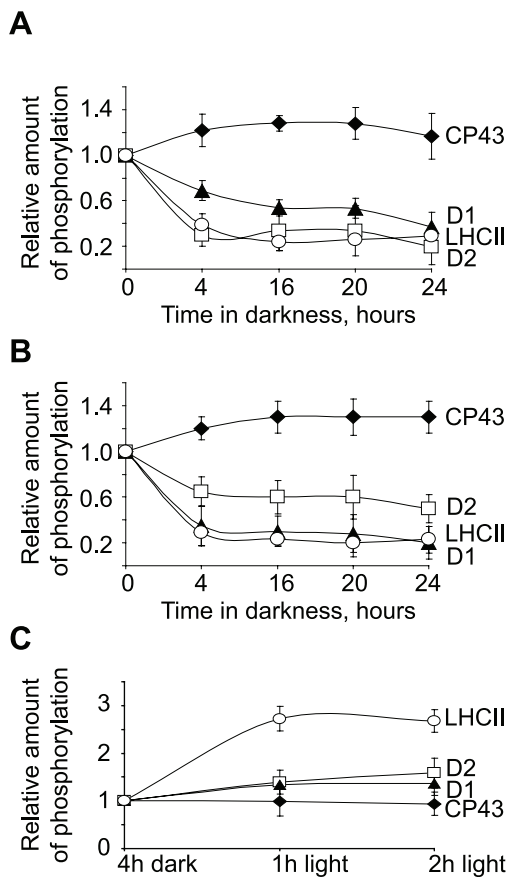 A
Relative amount
of phosphorylation
1.4
1.0
0.6
0.2
CP43
D1
LHCII
D2
0 4 16 20 24
Time in darkness, hours
B
Relative amount
of phosphorylation
1.4
1.0
0.6
0.2
CP43
D2
LHCII
D1
0 4 16 20 24
Time in darkness, hours
C
Relative amount
of phosphorylation
3
2
1
0
LHCII
D2
D1
CP43
4h dark 1h light 2h light